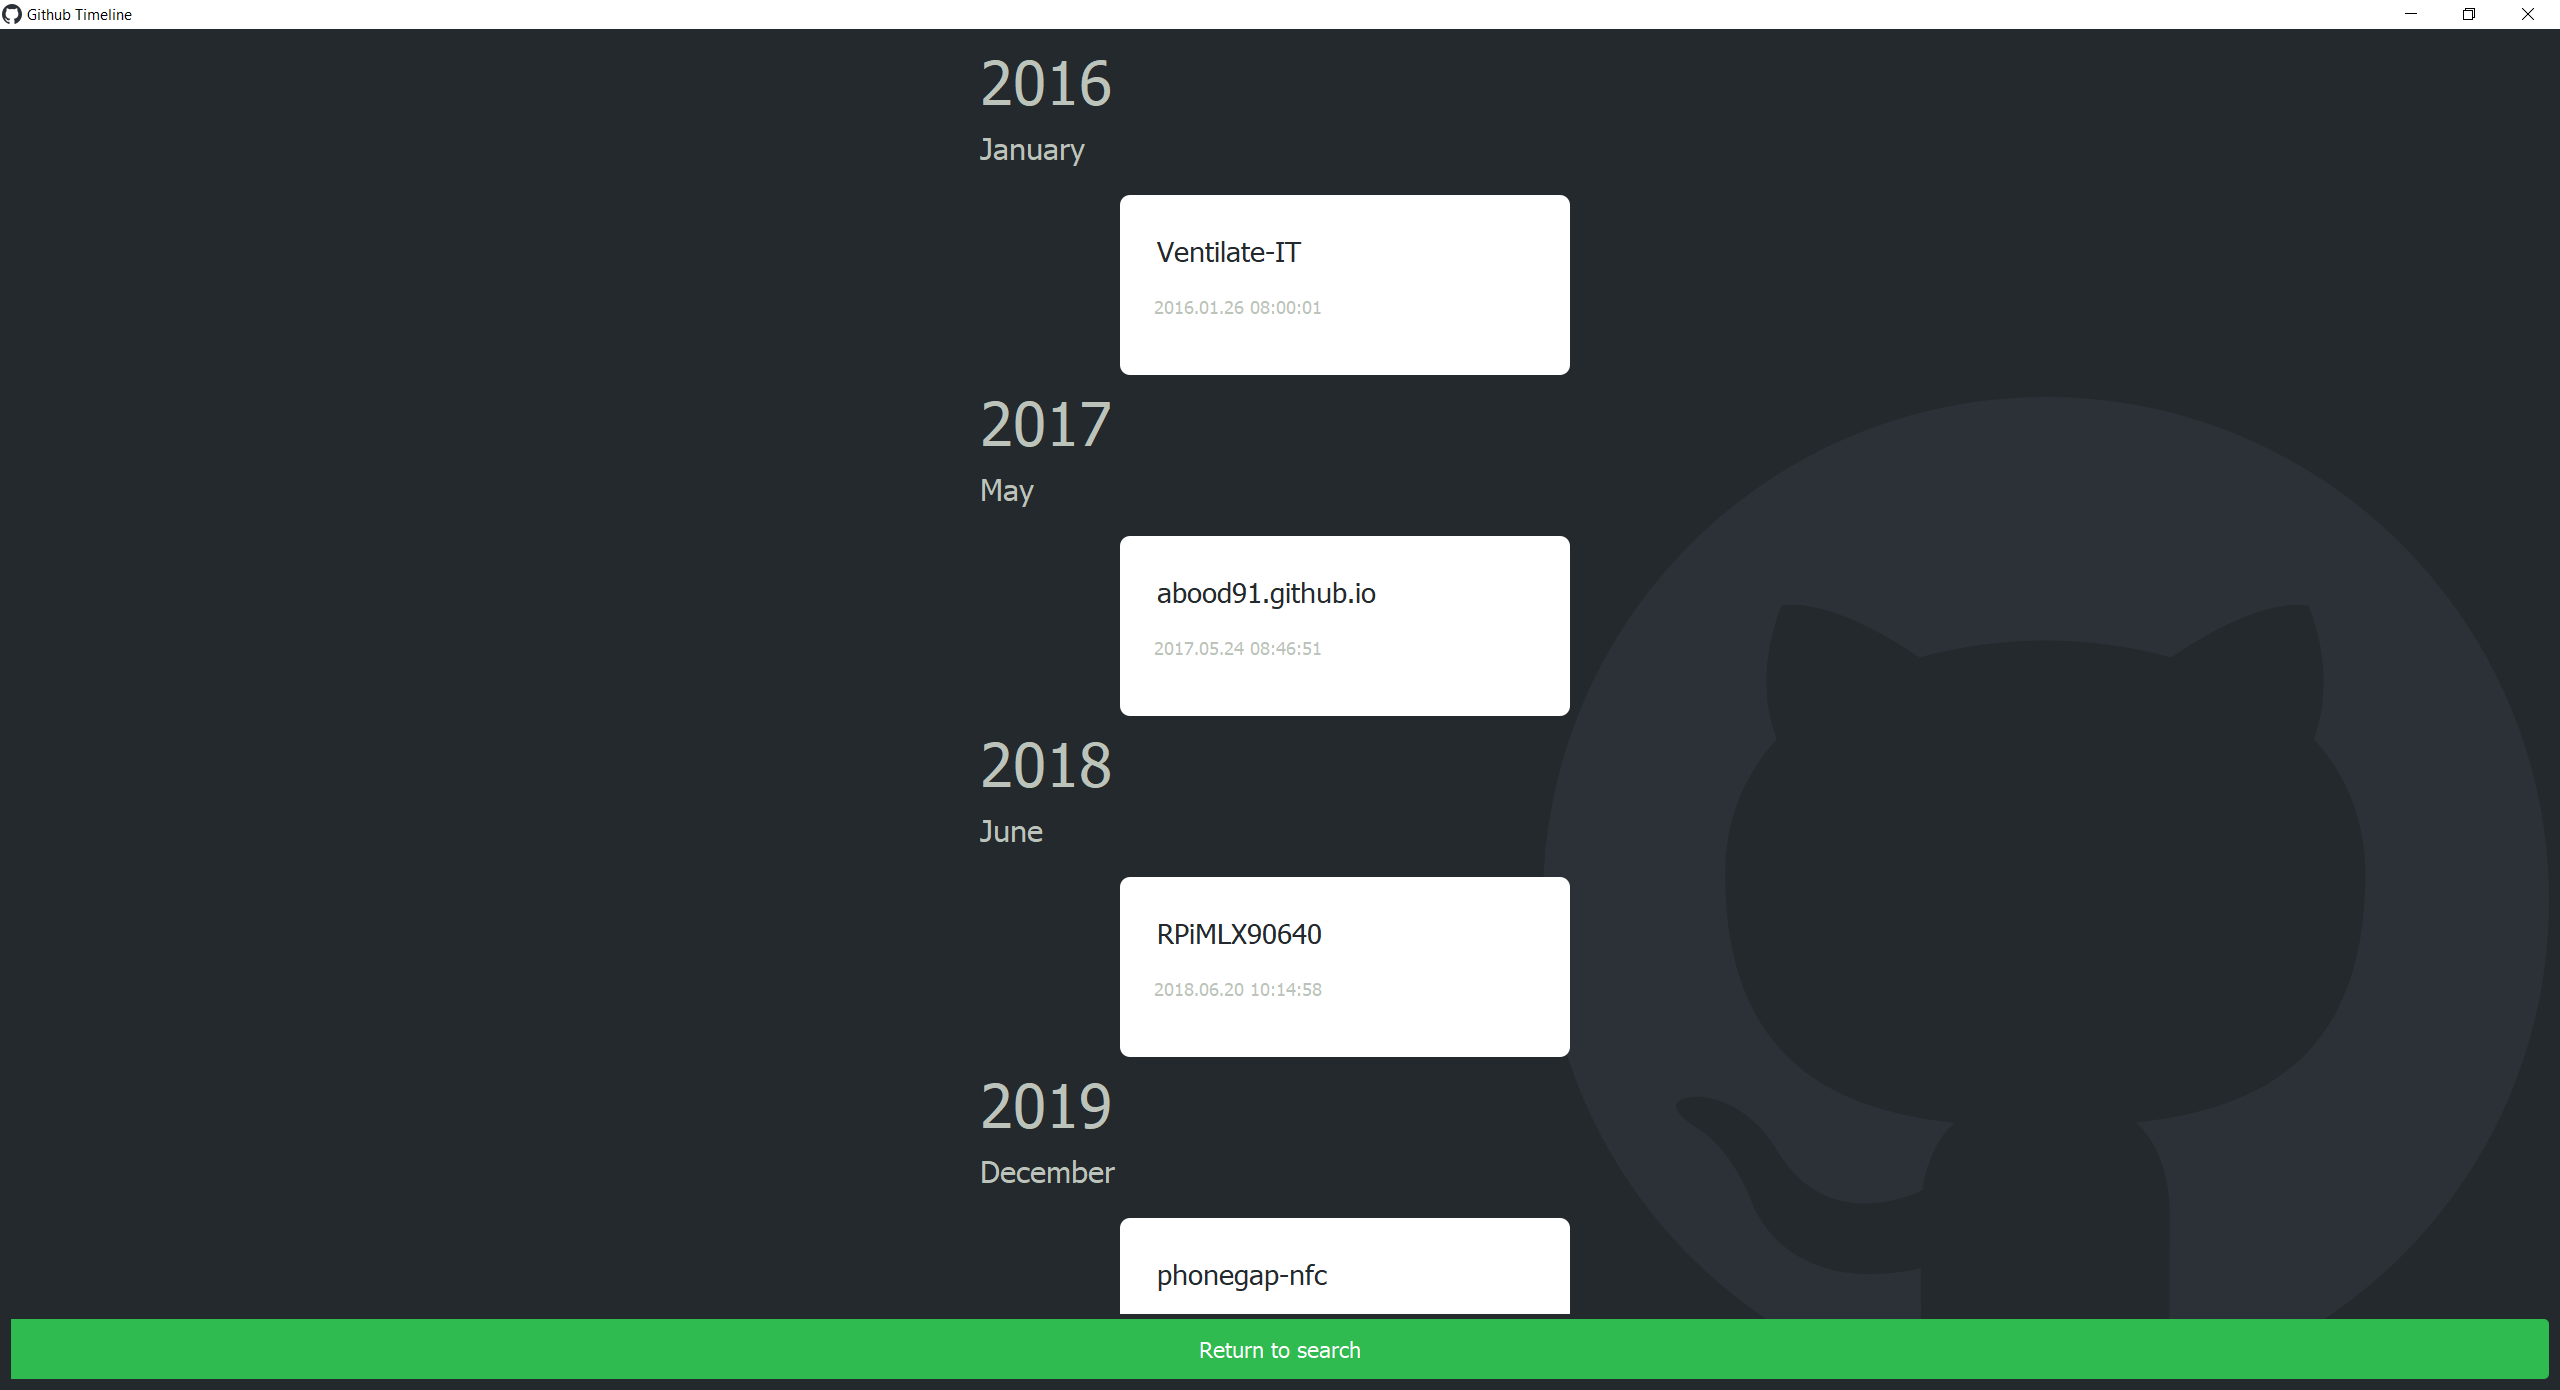 Github Timeline
2016
January
Ventilate-IT
2016.01.26 08:00:01
2017
May
abood91.github.io
2017.05.24 08:46:51
2018
June
RPiMLX90640
2018.06.20 10:14:58
2019
December
phonegap-nfc
Return to search